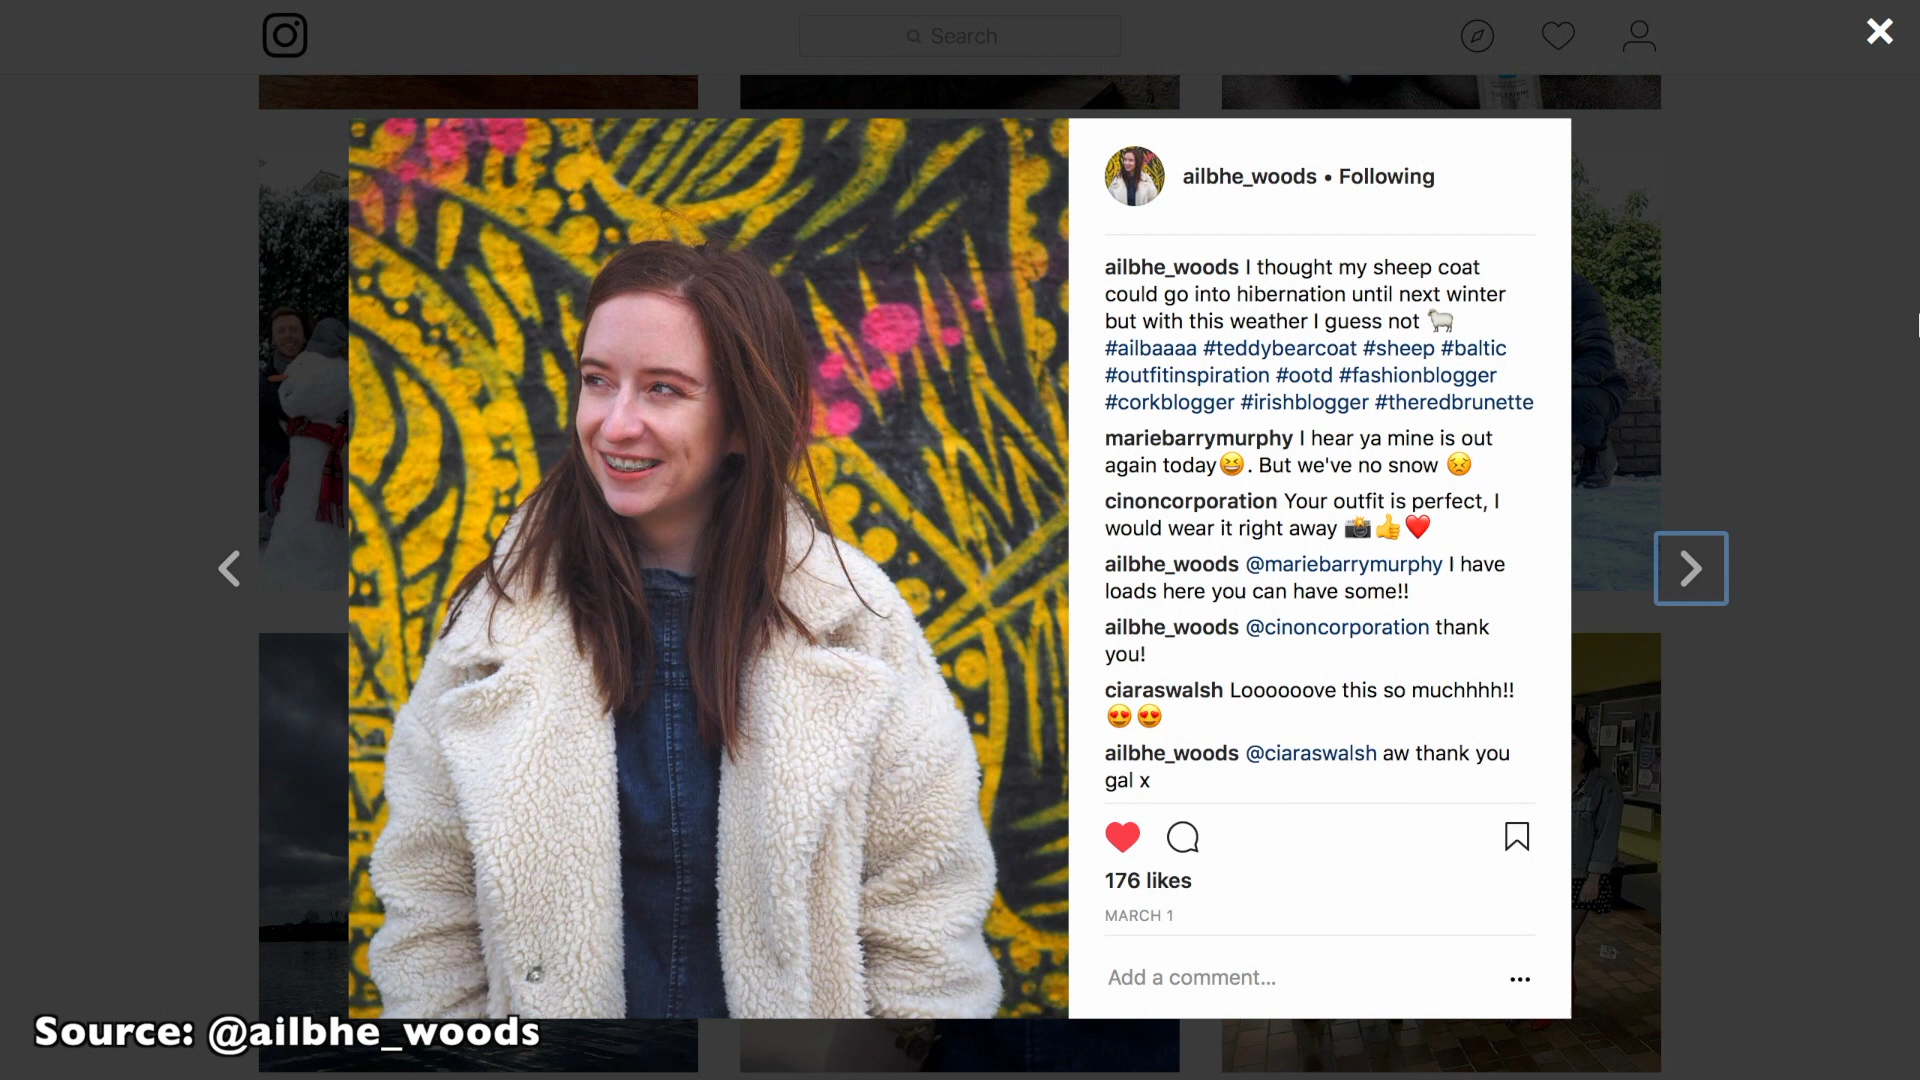 Search
ailbhe_woods • Following
ailbhe_woods I thought my sheep coat
could go into hibernation until next winter
but with this weather I guess not 🐑
#ailbaaaa #teddybearcoat #sheep #baltic
#outfitinspiration #ootd #fashionblogger
#corkblogger #irishblogger #theredbrunette
mariebarrymurphy I hear ya mine is out
again today😆. But we've no snow 😣
cinoncorporation Your outfit is perfect, I
would wear it right away 📸👍❤️
ailbhe_woods @mariebarrymurphy I have
loads here you can have some!!
ailbhe_woods @cinoncorporation thank
you!
ciaraswalsh Loooooove this so muchhhh!!
😍😍
ailbhe_woods @ciaraswalsh aw thank you
gal x
176 likes
MARCH 1
Add a comment...
Source: @ailbhe_woods